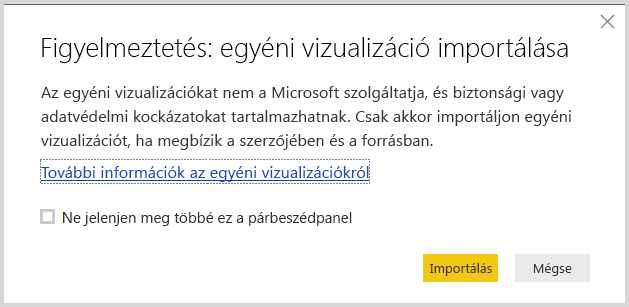 Figyelmeztetés: egyéni vizualizáció importálása
Az egyéni vizualizációkat nem a Microsoft szolgáltatja, és biztonsági vagy
adatvédelmi kockázatokat tartalmazhatnak. Csak akkor importáljon egyéni
vizualizációt, ha megbízik a szerzőjében és a forrásban.
További információk az egyéni vizualizációkról
Ne jelenjen meg többé ez a párbeszédpanel
Importálás Mégse